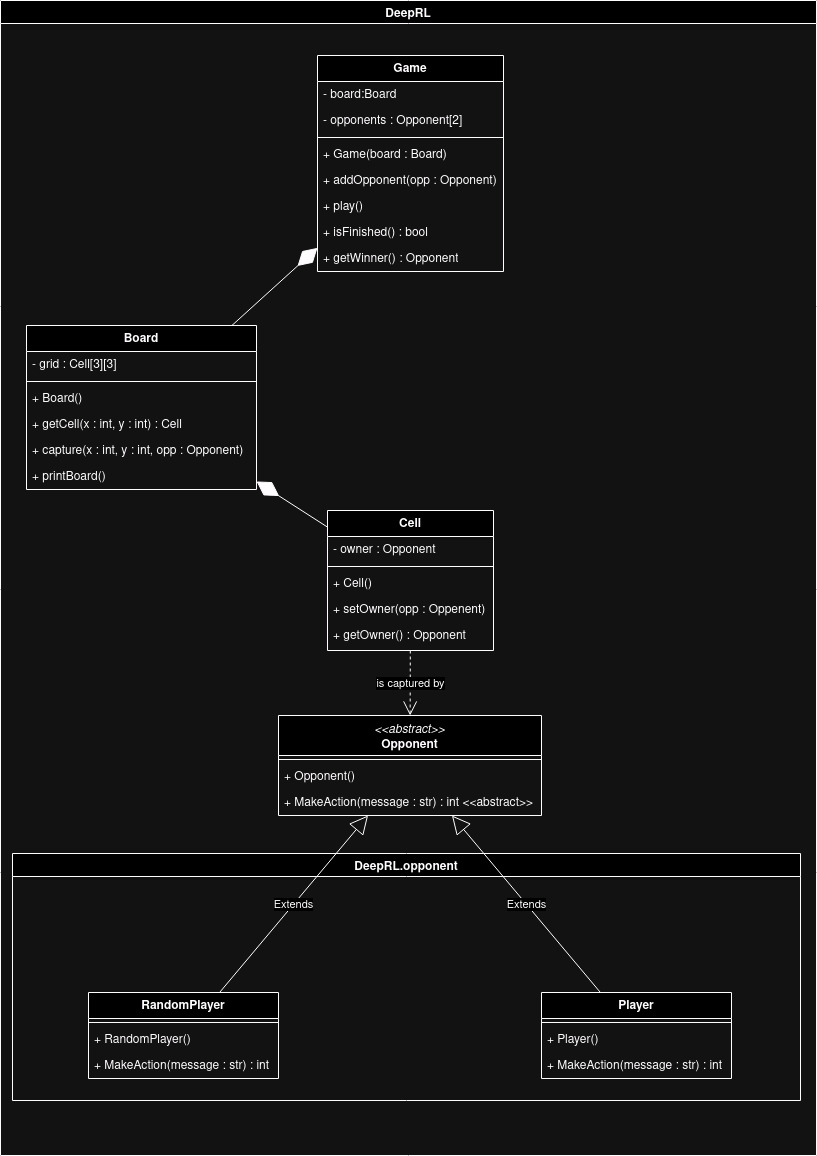 DeepRL
Game
- board:Board
- opponents : Opponent[2]
+ Game(board : Board)
+ addOpponent(opp : Opponent)
+ play()
+ isFinished() : bool
+ getWinner() : Opponent
Board
- grid : Cell[3][3]
+ Board()
+ getCell(x : int, y : int) : Cell
+ capture(x : int, y : int, opp : Opponent)
+ printBoard()
Cell
- owner : Opponent
+ Cell()
+ setOwner(opp : Oppenent)
+ getOwner() : Opponent
is captured by
<<abstract>>
Opponent
+ Opponent()
+ MakeAction(message : str) : int <<abstract>>
DeepRL.opponent
Extends
Extends
RandomPlayer
+ RandomPlayer()
+ MakeAction(message : str) : int
Player
+ Player()
+ MakeAction(message : str) : int